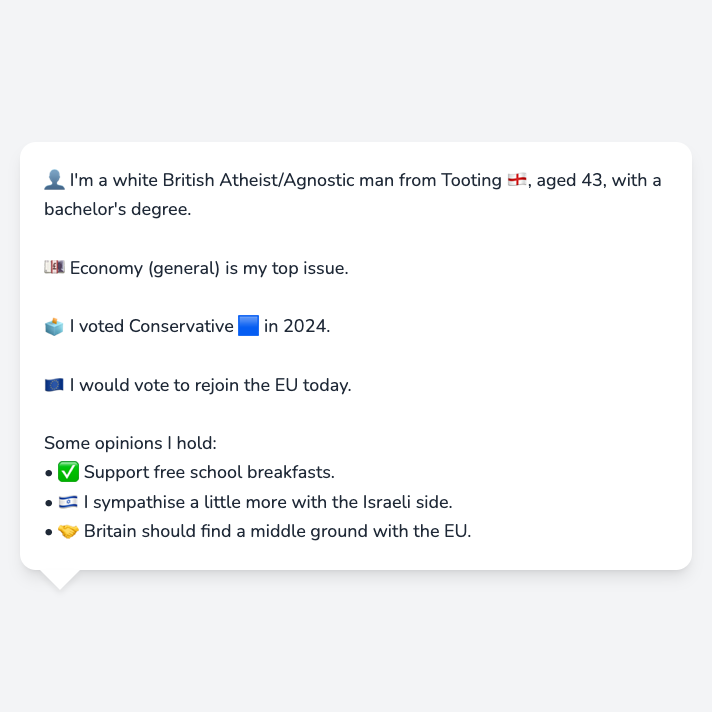 👤 I'm a white British Atheist/Agnostic man from Tooting 🏴󠁧󠁢󠁥󠁮󠁧󠁿, aged 43, with a
bachelor's degree.
💷 Economy (general) is my top issue.
🗳️ I voted Conservative 🟦 in 2024.
🇪🇺 I would vote to rejoin the EU today.
Some opinions I hold:
• ✅ Support free school breakfasts.
• 🇮🇱 I sympathise a little more with the Israeli side.
• 🤝 Britain should find a middle ground with the EU.